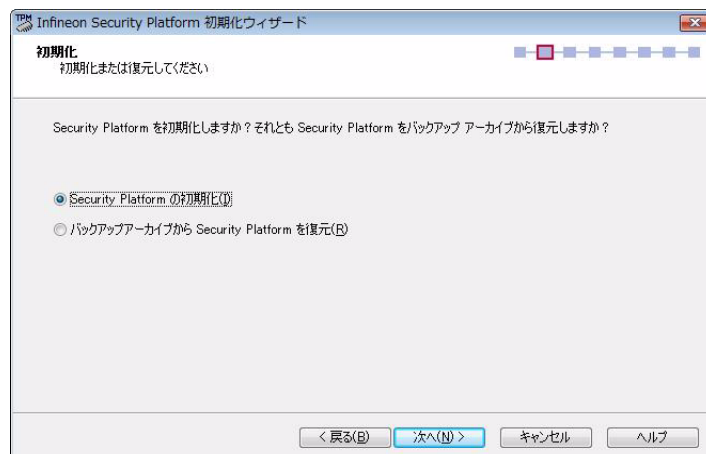 TPM Infineon Security Platform 初期化ウィザード
初期化
初期化または復元してください
Security Platform を初期化しますか？それとも Security Platform をバックアップ アーカイブから復元しますか？
Security Platform の初期化(I)
バックアップアーカイブから Security Platform を復元(R)
< 戻る(B) 次へ(N) > キャンセル ヘルプ